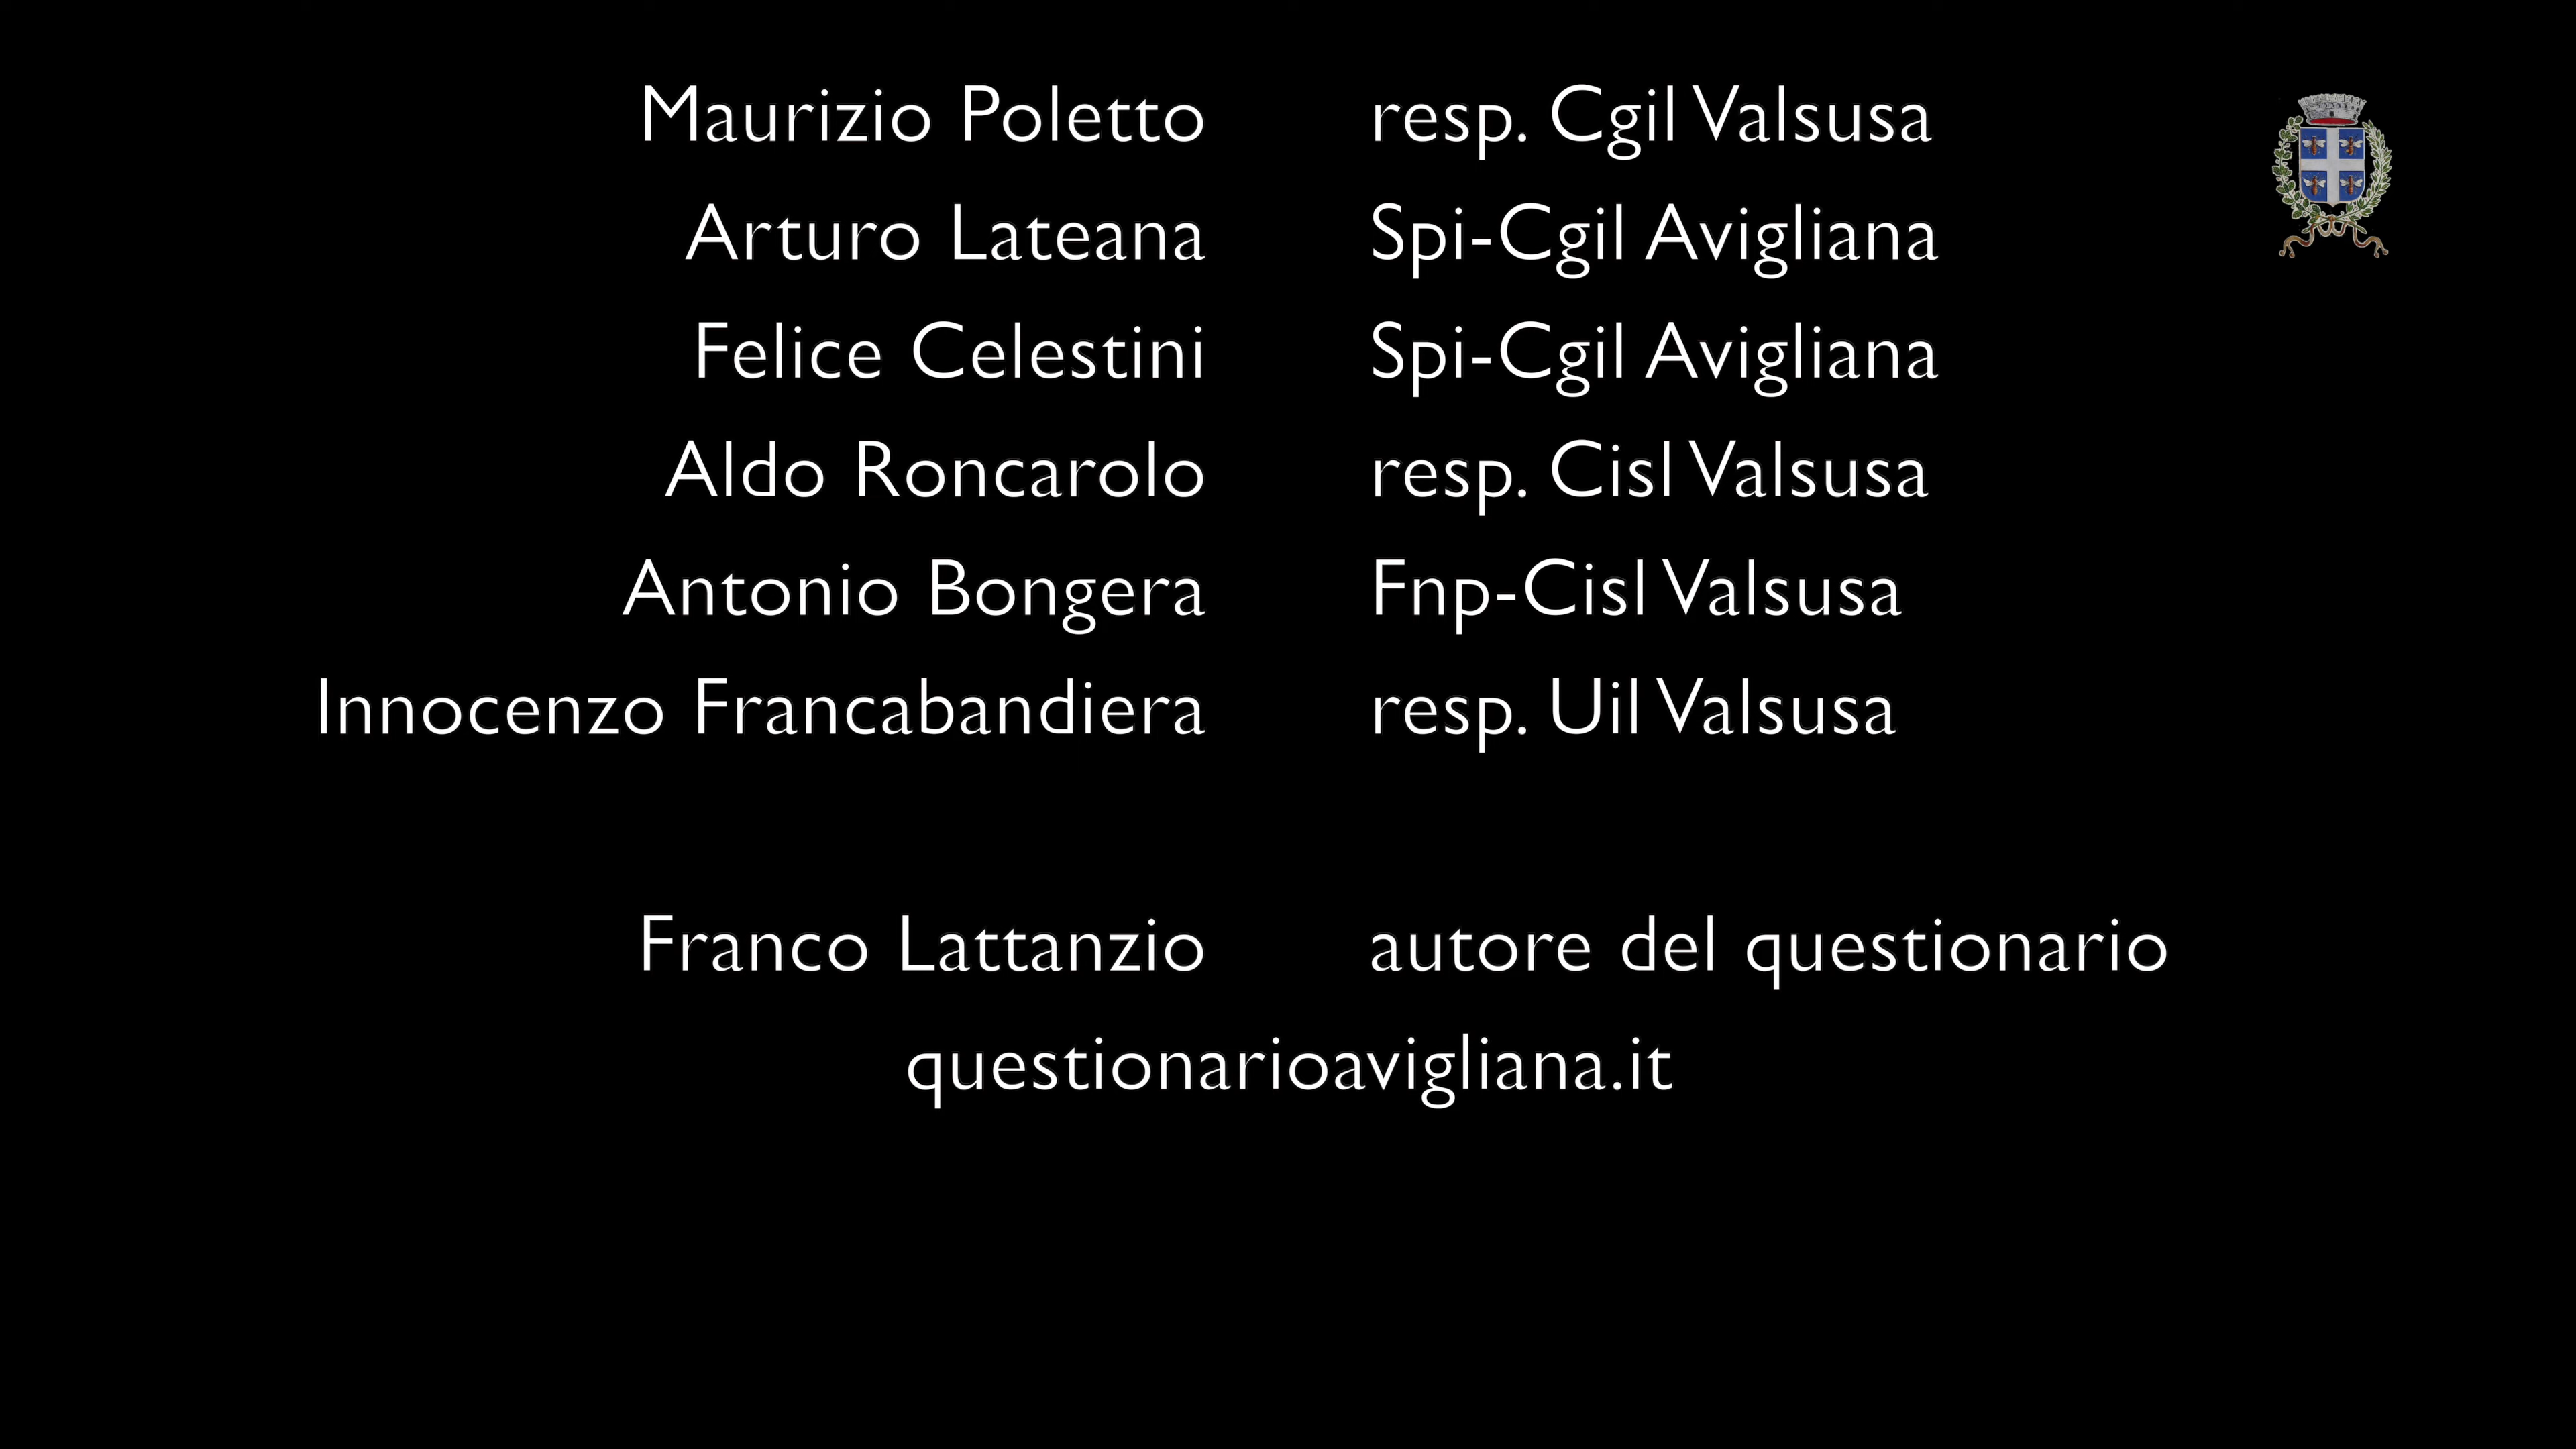 Maurizio Poletto resp. Cgil Valsusa
Arturo Lateana Spi-Cgil Avigliana
Felice Celestini Spi-Cgil Avigliana
Aldo Roncarolo resp. Cisl Valsusa
Antonio Bongera Fnp-Cisl Valsusa
Innocenzo Francabandiera resp. Uil Valsusa
Franco Lattanzio autore del questionario
questionarioavigliana.it